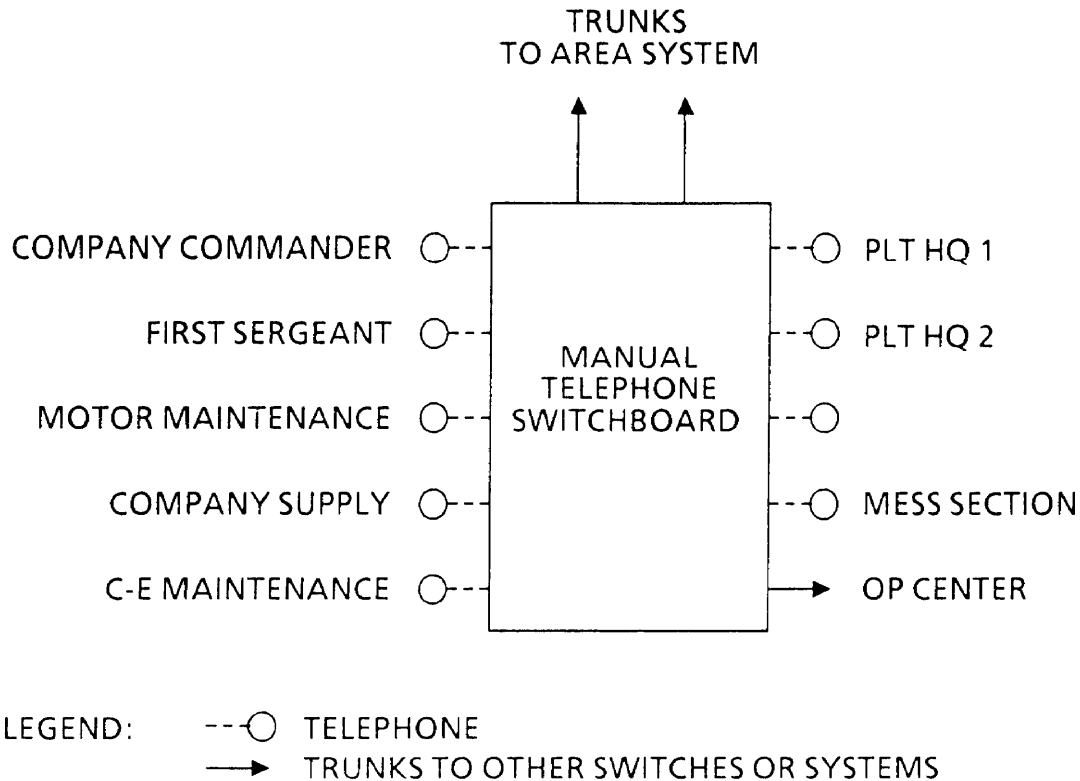 TRUNKS
TO AREA SYSTEM
COMPANY COMMANDER
PLT HQ 1
FIRST SERGEANT
PLT HQ 2
MANUAL
TELEPHONE
SWITCHBOARD
MOTOR MAINTENANCE
COMPANY SUPPLY
MESS SECTION
C-E MAINTENANCE
OP CENTER
LEGEND:
TELEPHONE
TRUNKS TO OTHER SWITCHES OR SYSTEMS